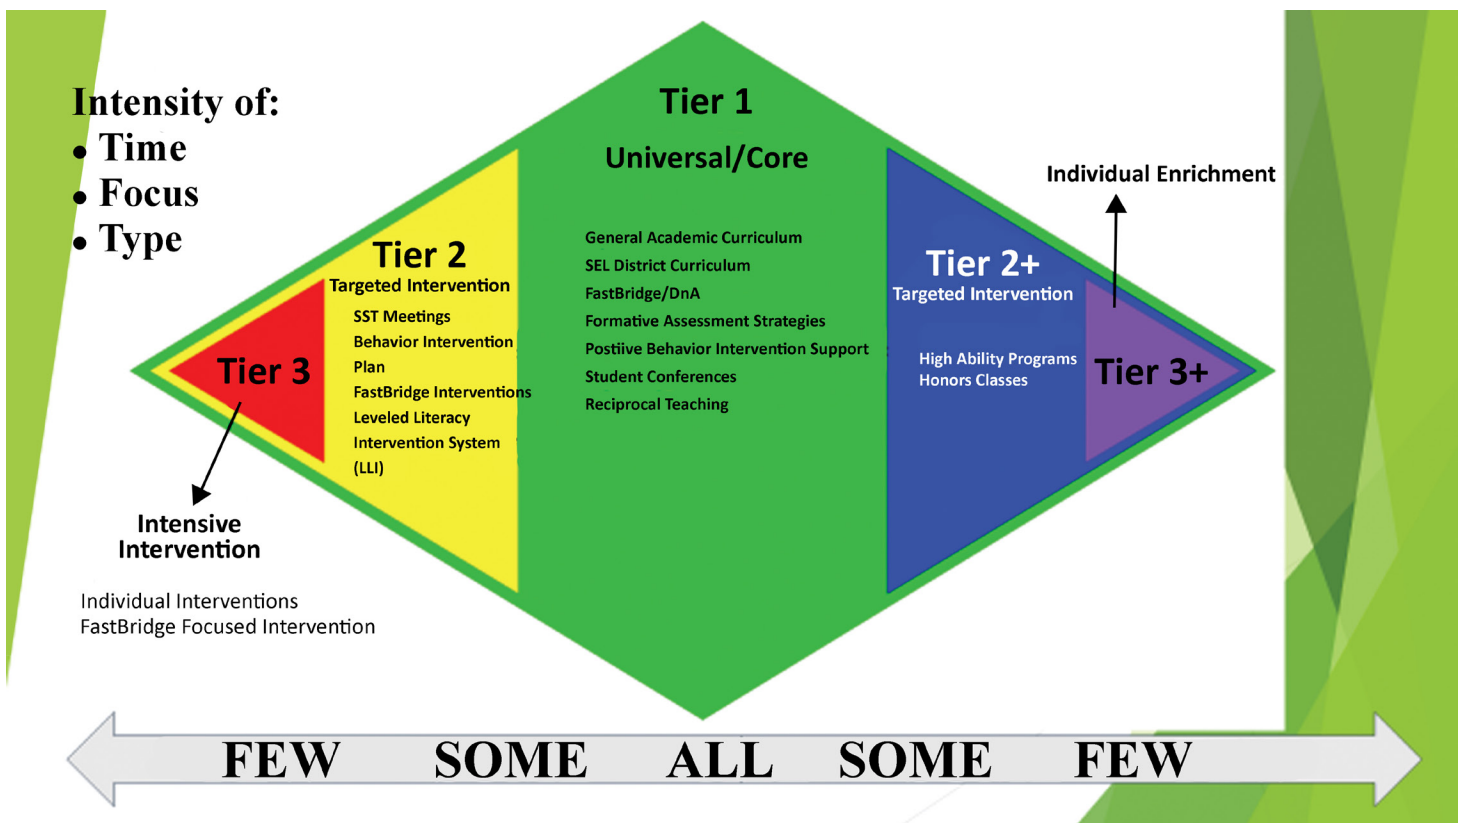 Intensity of:
• Time
• Focus
• Type
Tier 1
Universal/Core
General Academic Curriculum
SEL District Curriculum
FastBridge/DnA
Formative Assessment Strategies
Postiive Behavior Intervention Support
Student Conferences
Reciprocal Teaching
Tier 2
Targeted Intervention
SST Meetings
Behavior Intervention
Plan
FastBridge Interventions
Leveled Literacy
Intervention System
(LLI)
Tier 3
Intensive
Intervention
Individual Interventions
FastBridge Focused Intervention
Tier 2+
Targeted Intervention
High Ability Programs
Honors Classes
Individual Enrichment
Tier 3+
FEW SOME ALL SOME FEW